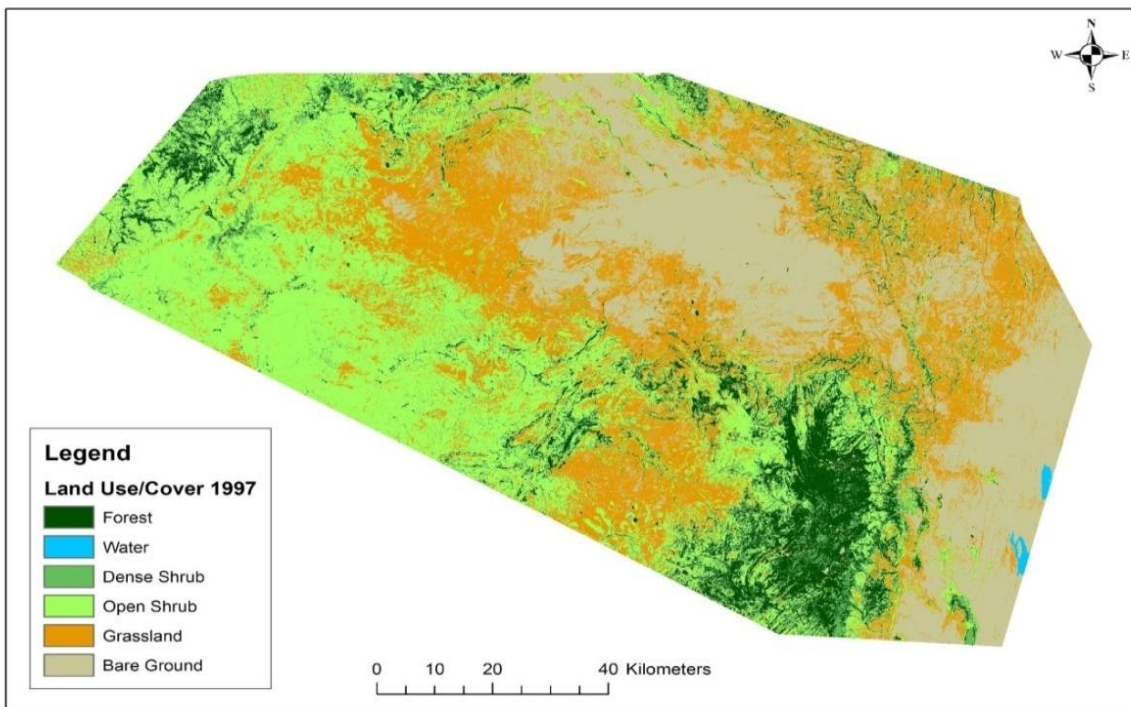 N
W E
S
Legend
Land Use/Cover 1997
Forest
Water
Dense Shrub
Open Shrub
Grassland
Bare Ground
0 10 20 40 Kilometers